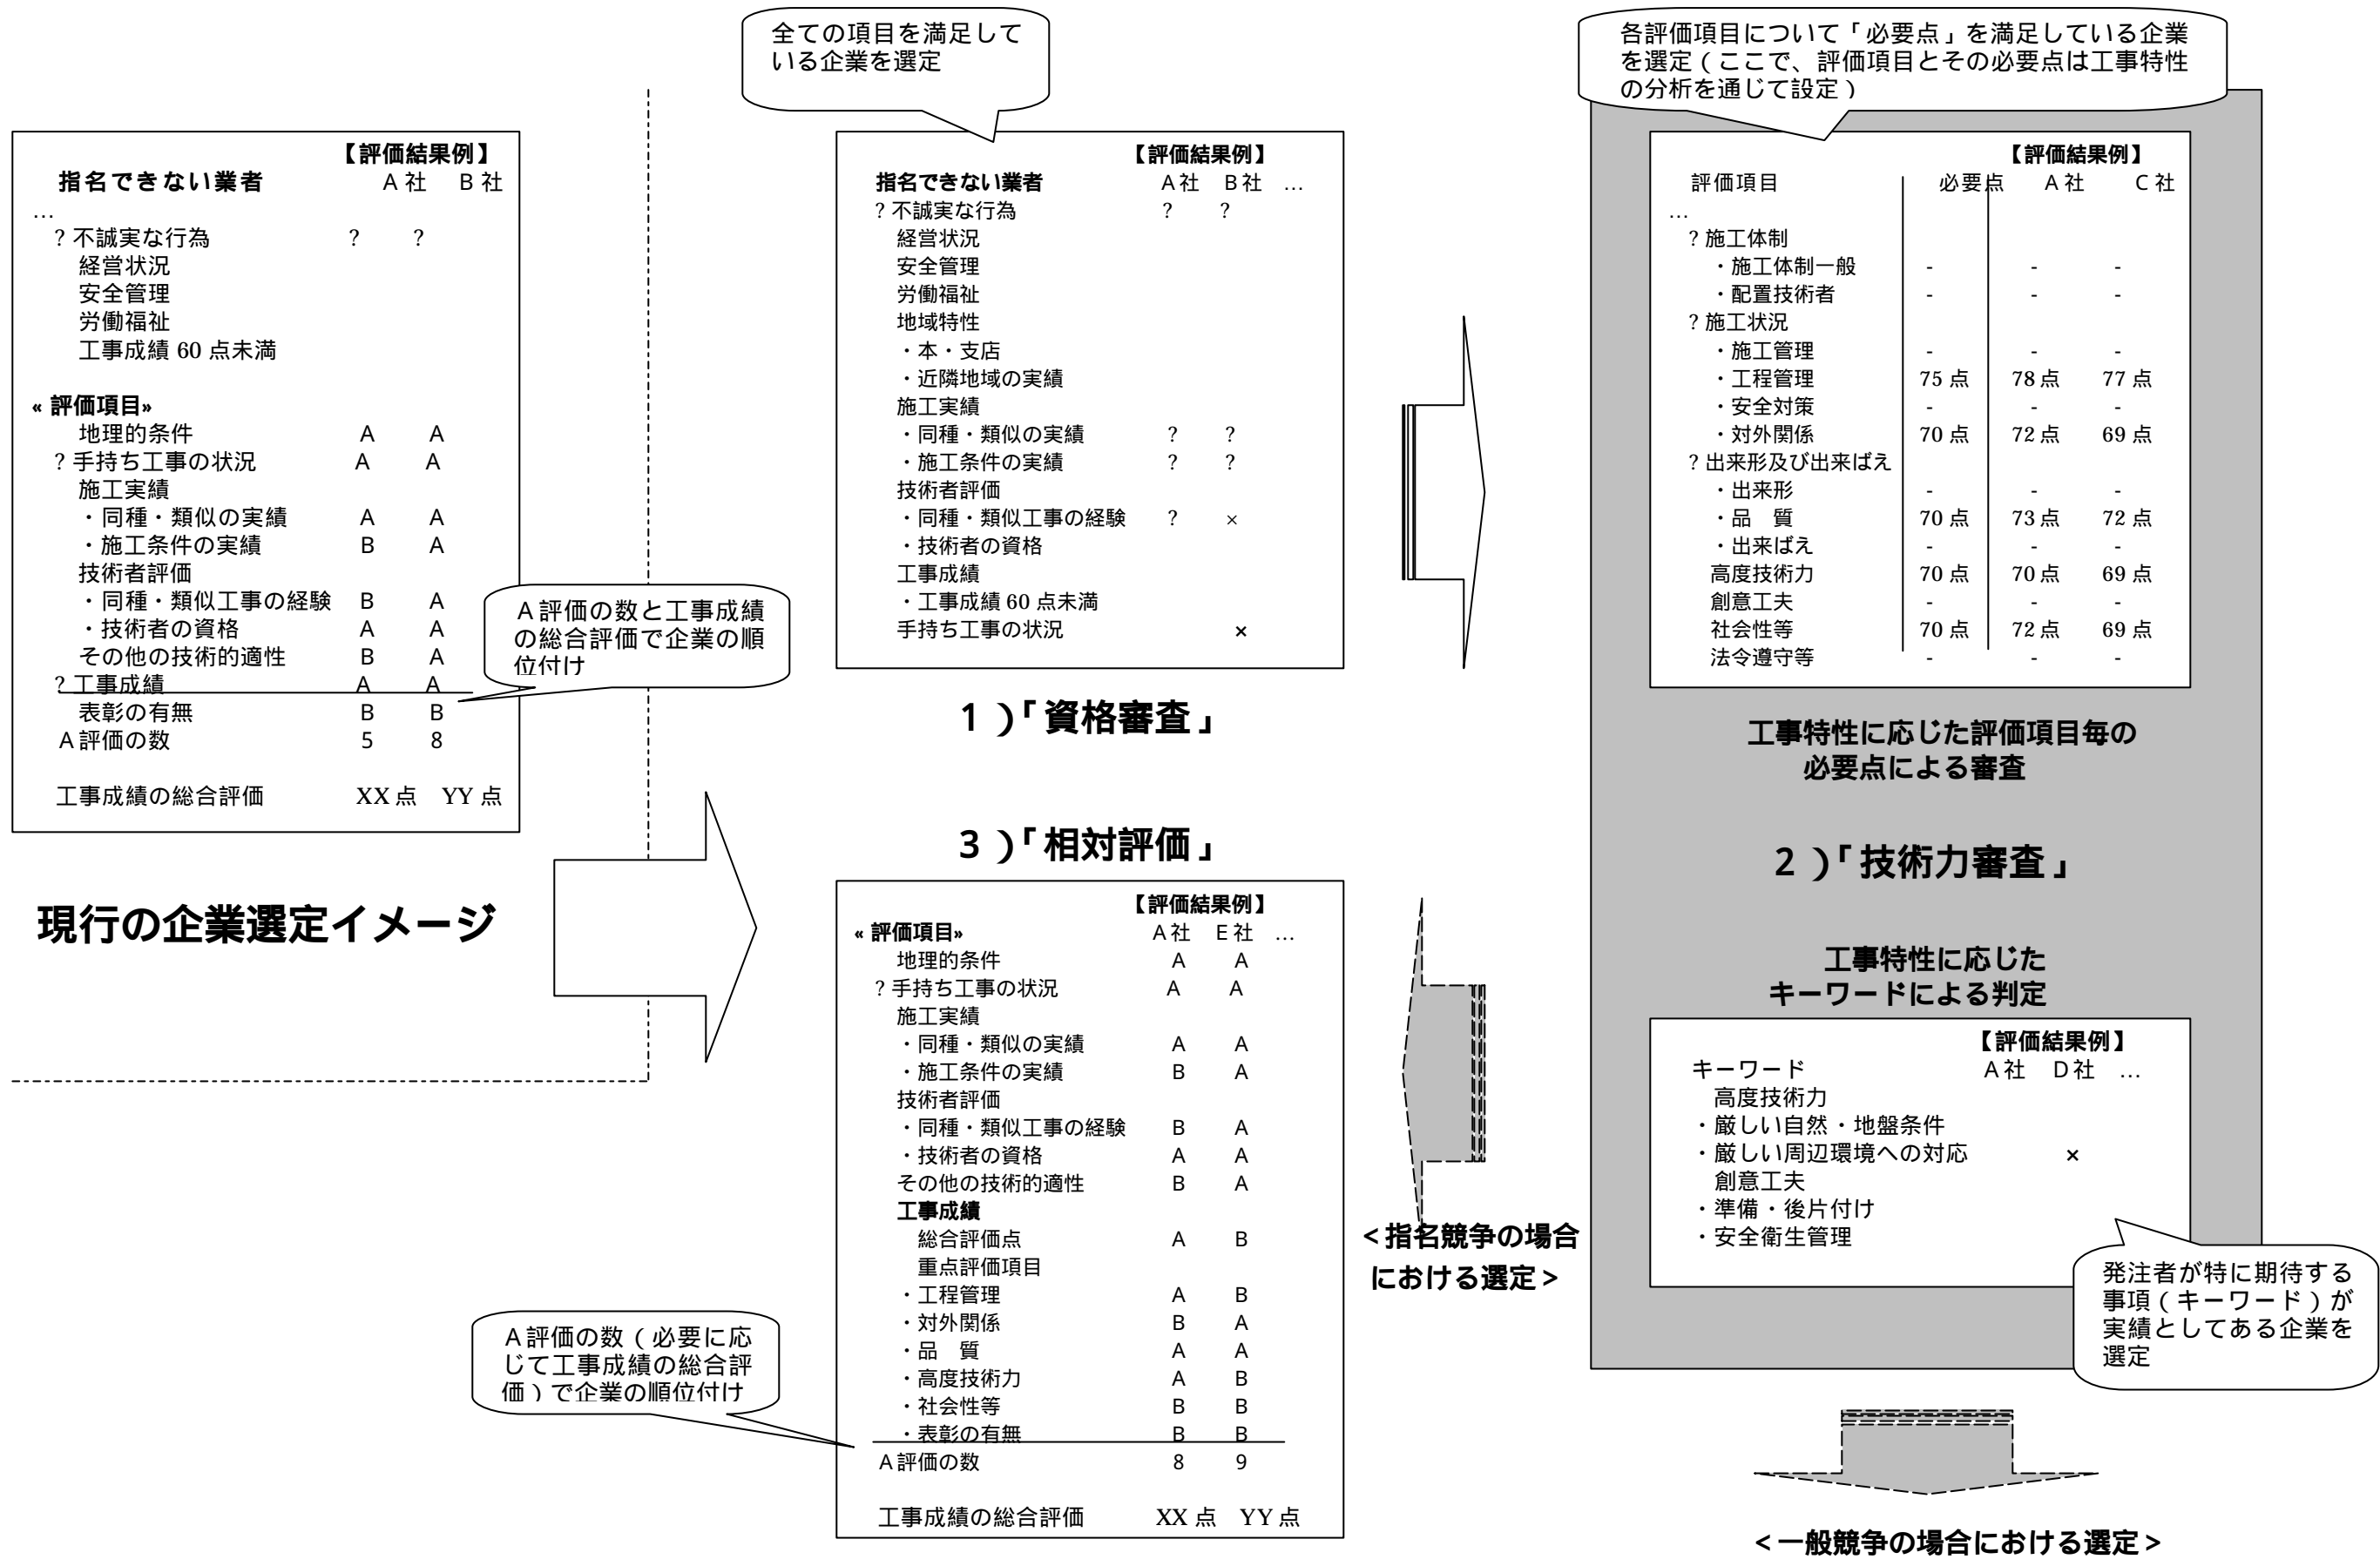 【評価結果例】
指名できない業者 A社 B社
…
?不誠実な行為 ? ?
経営状況
安全管理
労働福祉
工事成績 60 点未満
«評価項目»
地理的条件 A A
?手持ち工事の状況 A A
施工実績
・同種・類似の実績 A A
・施工条件の実績 B A
技術者評価
・同種・類似工事の経験 B A
・技術者の資格 A A
その他の技術的適性 B A
?工事成績 A A
表彰の有無 B B
A評価の数 5 8
工事成績の総合評価 XX 点 YY 点
A評価の数と工事成績
の総合評価で企業の順
位付け
現行の企業選定イメージ
全ての項目を満足して
いる企業を選定
【評価結果例】
指名できない業者 A社 B社 …
?不誠実な行為 ? ?
経営状況
安全管理
労働福祉
地域特性
・本・支店
・近隣地域の実績
施工実績
・同種・類似の実績 ? ?
・施工条件の実績 ? ?
技術者評価
・同種・類似工事の経験 ? ×
・技術者の資格
工事成績
・工事成績 60 点未満
手持ち工事の状況 ×
1)「資格審査」
各評価項目について「必要点」を満足している企業
を選定(ここで、評価項目とその必要点は工事特性
の分析を通じて設定)
【評価結果例】
評価項目 必要点 A社 C社
…
?施工体制
・施工体制一般 - - -
・配置技術者 - - -
?施工状況
・施工管理 - - -
・工程管理 75 点 78 点 77 点
・安全対策 - - -
・対外関係 70 点 72 点 69 点
?出来形及び出来ばえ
・出来形 - - -
・品 質 70 点 73 点 72 点
・出来ばえ - - -
高度技術力 70 点 70 点 69 点
創意工夫 - - -
社会性等 70 点 72 点 69 点
法令遵守等 - - -
工事特性に応じた評価項目毎の
必要点による審査
2)「技術力審査」
工事特性に応じた
キーワードによる判定
【評価結果例】
キーワード A社 D社 …
高度技術力
・厳しい自然・地盤条件
・厳しい周辺環境への対応 ×
創意工夫
・準備・後片付け
・安全衛生管理
発注者が特に期待する
事項(キーワード)が
実績としてある企業を
選定
<一般競争の場合における選定>
<指名競争の場合
における選定>
3)「相対評価」
【評価結果例】
«評価項目» A社 E社 …
地理的条件 A A
?手持ち工事の状況 A A
施工実績
・同種・類似の実績 A A
・施工条件の実績 B A
技術者評価
・同種・類似工事の経験 B A
・技術者の資格 A A
その他の技術的適性 B A
工事成績
総合評価点 A B
重点評価項目
・工程管理 A B
・対外関係 B A
・品 質 A A
・高度技術力 A B
・社会性等 B B
・表彰の有無 B B
A評価の数 8 9
工事成績の総合評価 XX 点 YY 点
A評価の数(必要に応
じて工事成績の総合評
価)で企業の順位付け